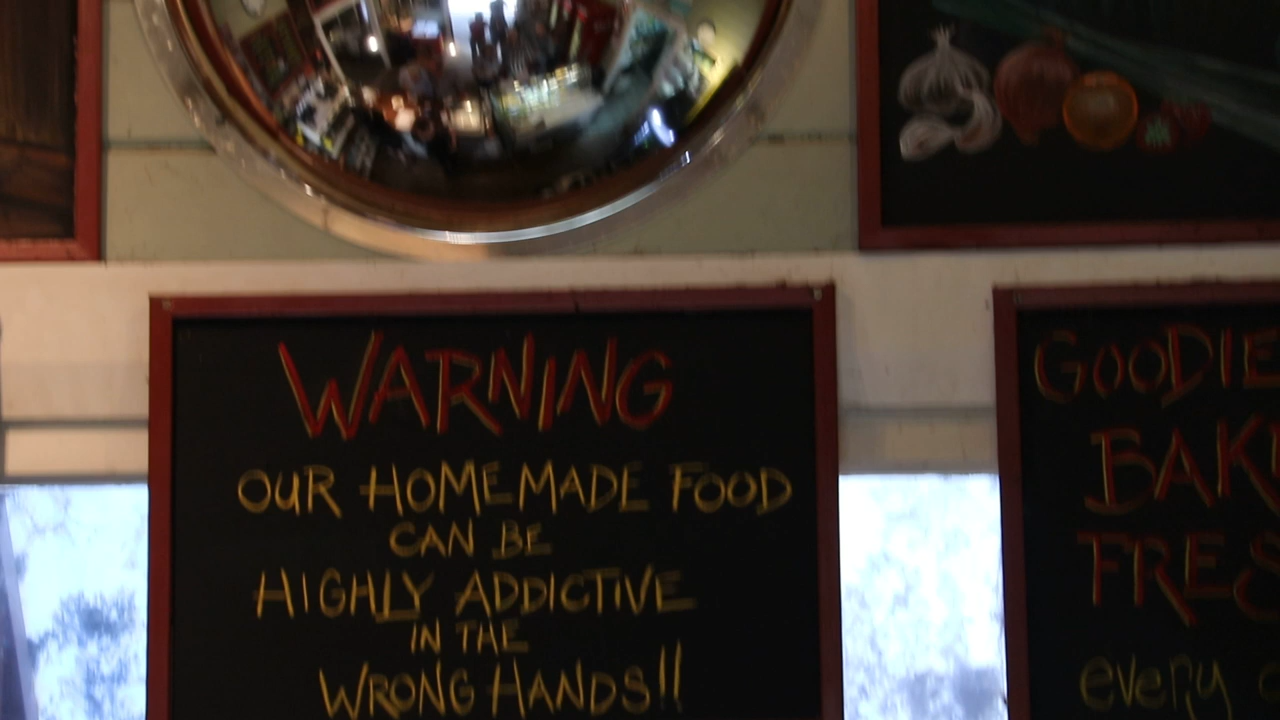 WARNING
OUR HOMEMADE FOOD
CAN BE
HIGHLY ADDICTIVE
IN THE
WRONG HANDS!!
GOODIE
BAK
FRES
every